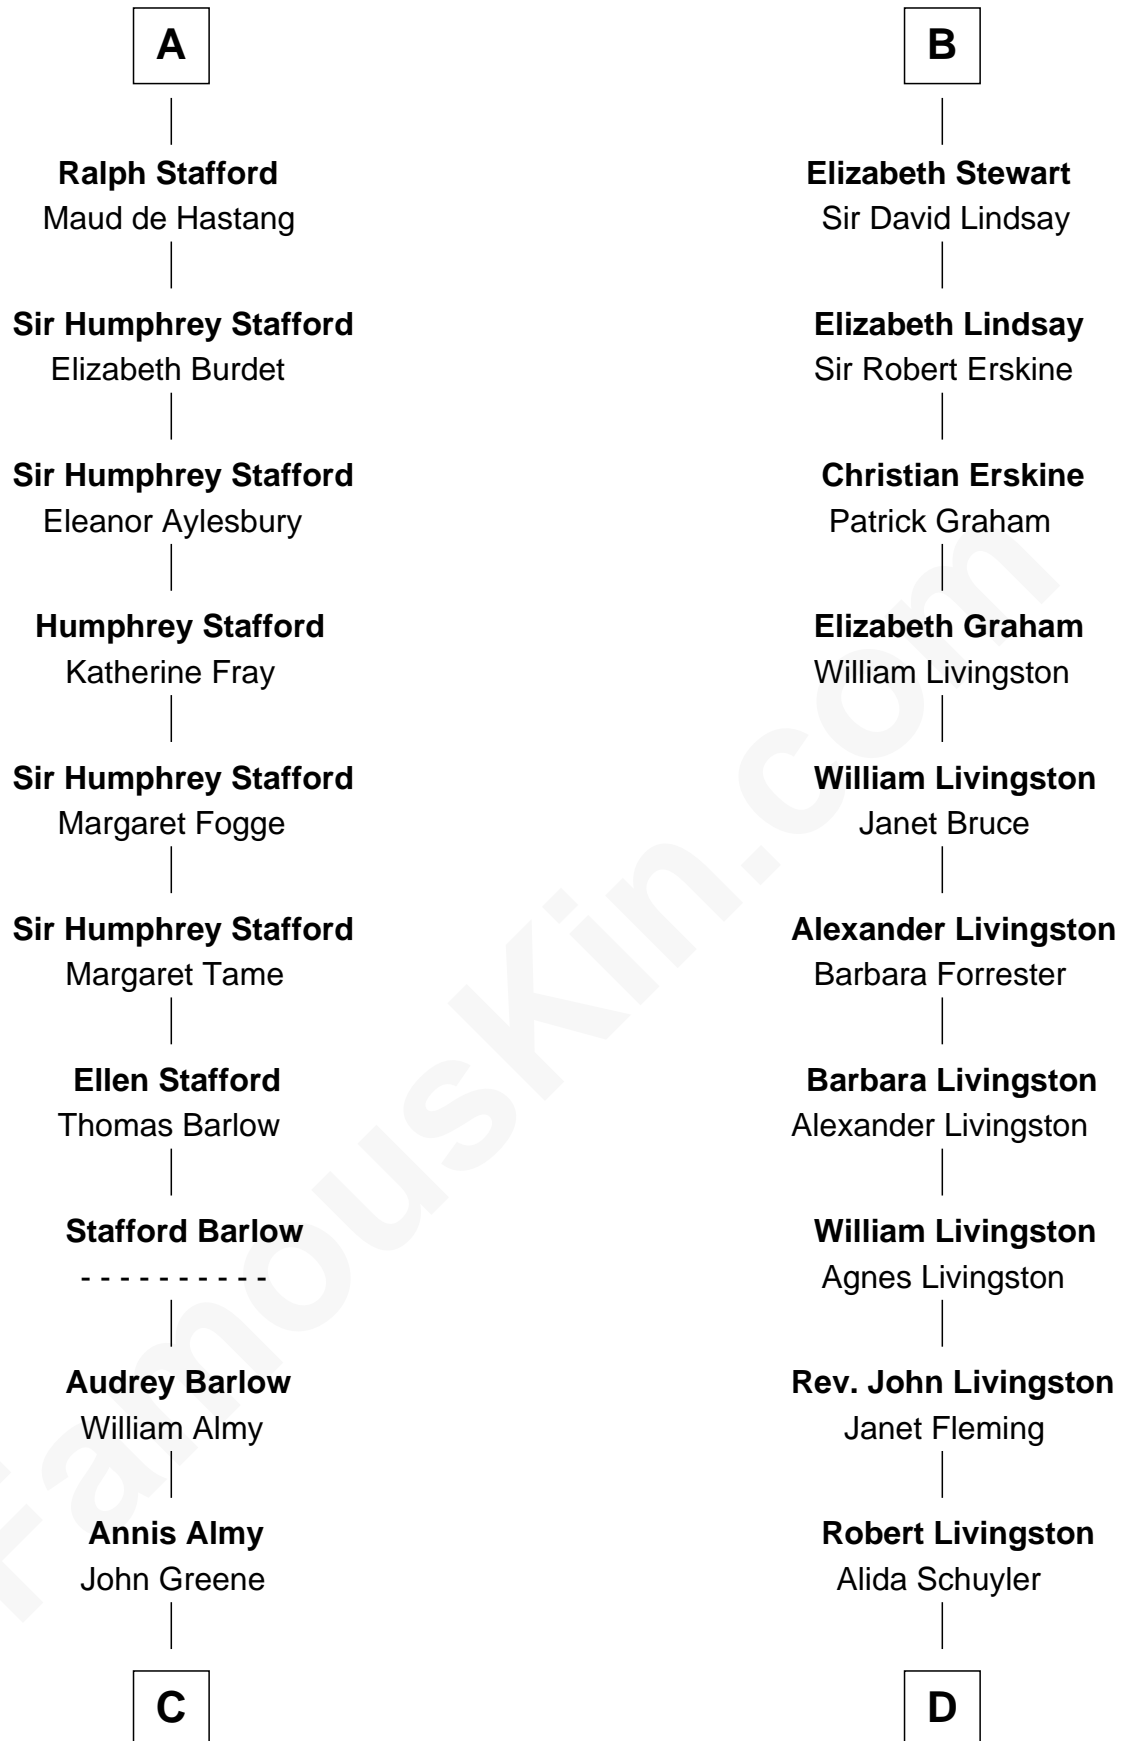 A
Ralph Stafford
Maud de Hastang
Sir Humphrey Stafford
Elizabeth Burdet
Sir Humphrey Stafford
Eleanor Aylesbury
Humphrey Stafford
Katherine Fray
Sir Humphrey Stafford
Margaret Fogge
Sir Humphrey Stafford
Margaret Tame
Ellen Stafford
Thomas Barlow
Stafford Barlow
- - - - - - - - - -
Audrey Barlow
William Almy
Annis Almy
John Greene
C
B
Elizabeth Stewart
Sir David Lindsay
Elizabeth Lindsay
Sir Robert Erskine
Christian Erskine
Patrick Graham
Elizabeth Graham
William Livingston
William Livingston
Janet Bruce
Alexander Livingston
Barbara Forrester
Barbara Livingston
Alexander Livingston
William Livingston
Agnes Livingston
Rev. John Livingston
Janet Fleming
Robert Livingston
Alida Schuyler
D
FamousKin.com